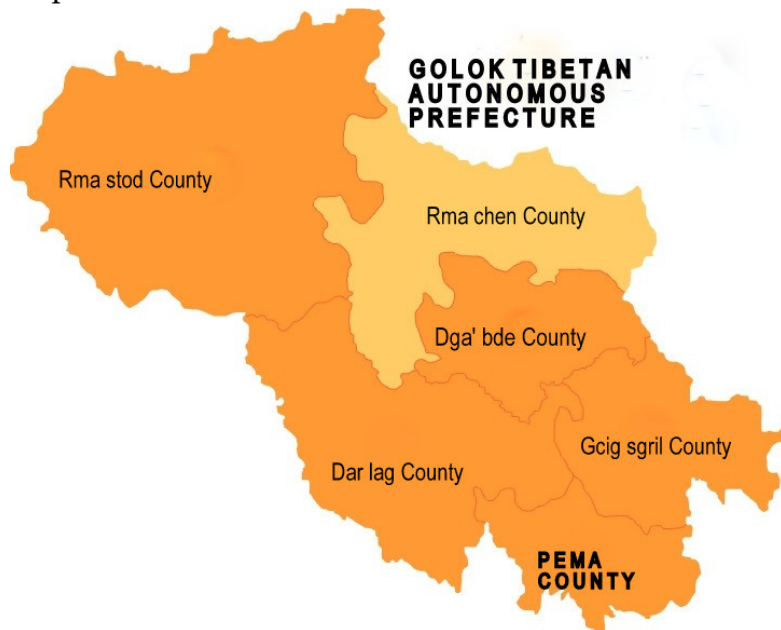 GOLOK TIBETAN
AUTONOMOUS
PREFECTURE
Rma stod County
Rma chen County
Dga' bde County
Gcig sgril County
Dar lag County
PEMA
COUNTY